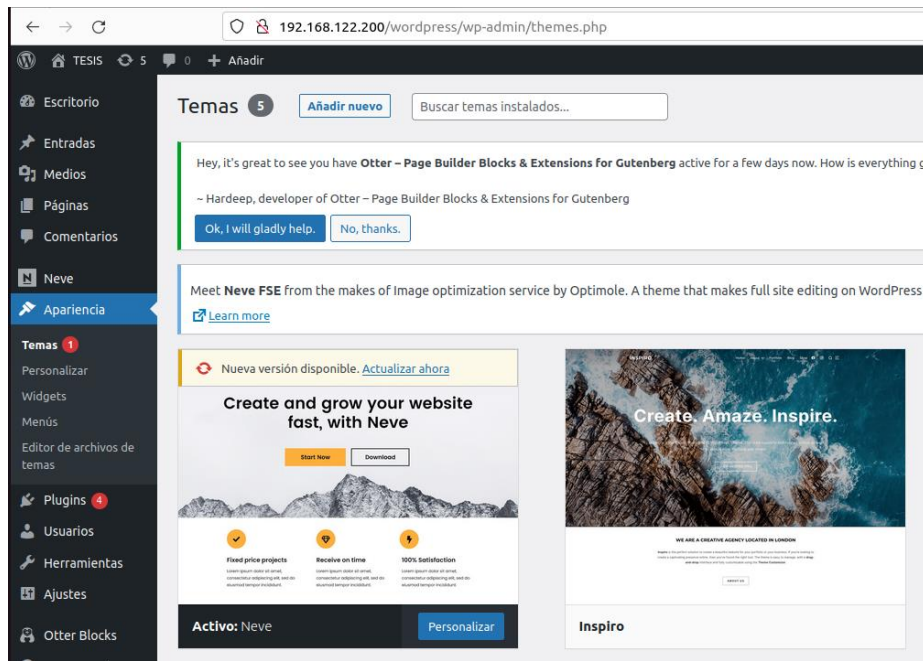 192.168.122.200/wordpress/wp-admin/themes.php
TESIS 5 0 + Añadir
Escritorio
Entradas
Medios
Páginas
Comentarios
Neve
Apariencia
Temas 1
Personalizar
Widgets
Menús
Editor de archivos de
temas
Plugins 4
Usuarios
Herramientas
Ajustes
Otter Blocks
Temas 5 Añadir nuevo Buscar temas instalados...
Hey, it's great to see you have Otter – Page Builder Blocks & Extensions for Gutenberg active for a few days now. How is everything
~ Hardeep, developer of Otter – Page Builder Blocks & Extensions for Gutenberg
Ok, I will gladly help. No, thanks.
Meet Neve FSE from the makes of Image optimization service by Optimole. A theme that makes full site editing on WordPress
Learn more
Nueva versión disponible. Actualizar ahora
Create and grow your website
fast, with Neve
Start Now Download
Fixed price projects Receive on time 100% Satisfaction
Activo: Neve Personalizar
INSPIRO
Create. Amaze. Inspire.
WE ARE A CREATIVE AGENCY LOCATED IN LONDON
ABOUT US
Inspiro